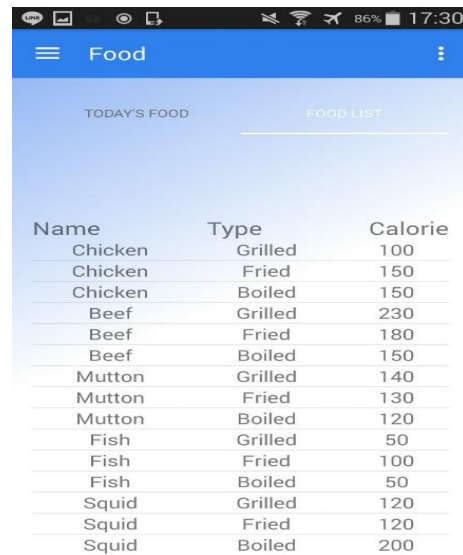 LINE 86% 17:30
Food
TODAY'S FOOD FOOD LIST
Name Type Calorie
Chicken Grilled 100
Chicken Fried 150
Chicken Boiled 150
Beef Grilled 230
Beef Fried 180
Beef Boiled 150
Mutton Grilled 140
Mutton Fried 130
Mutton Boiled 120
Fish Grilled 50
Fish Fried 100
Fish Boiled 50
Squid Grilled 120
Squid Fried 120
Squid Boiled 200